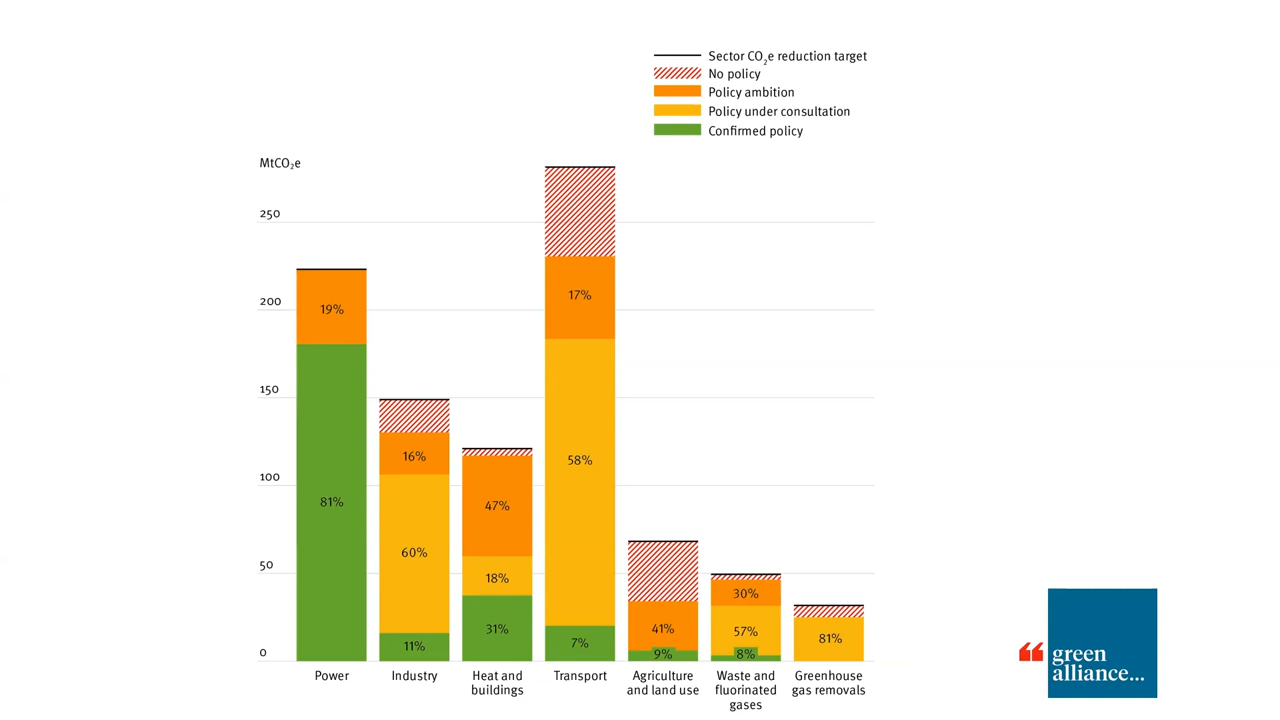 Sector CO₂e reduction target
No policy
Policy ambition
Policy under consultation
Confirmed policy
MtCO₂e
250
200
150
100
50
0
19%
81%
16%
60%
11%
47%
18%
31%
17%
58%
7%
41%
9%
30%
57%
8%
81%
Power
Industry
Heat and
buildings
Transport
Agriculture
and land use
Waste and
fluorinated
gases
Greenhouse
gas removals
green
alliance...